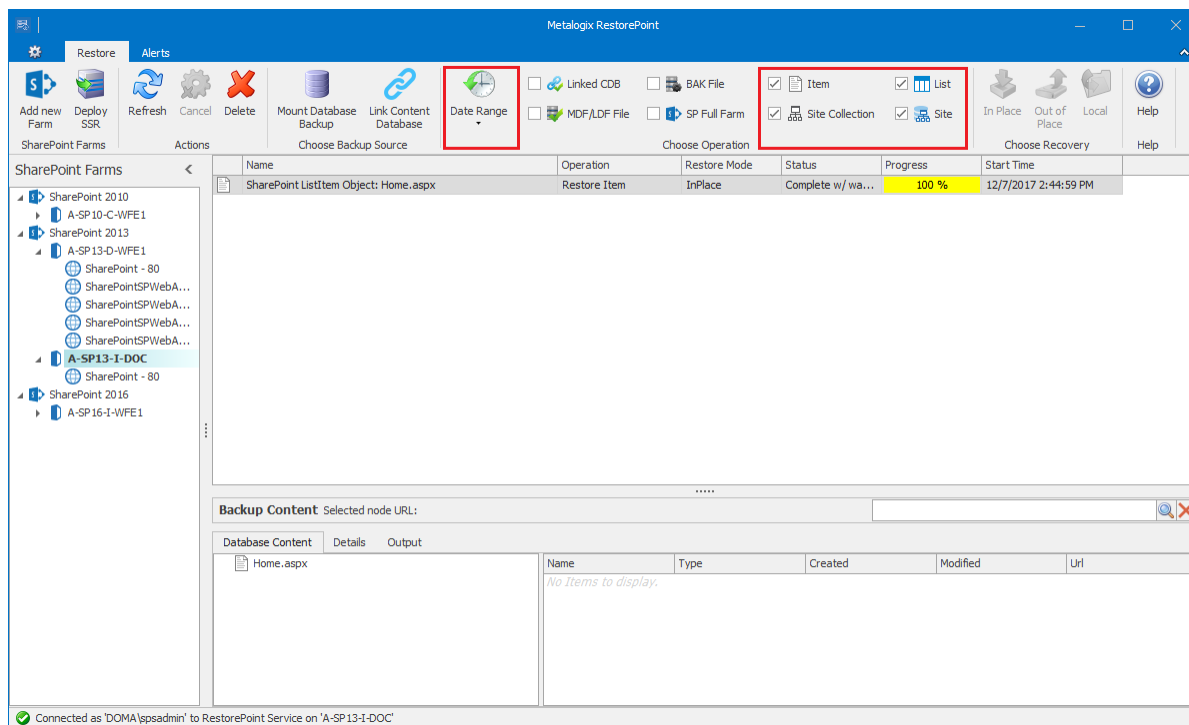 Metalogix RestorePoint
Restore Alerts
Add new Farm
Deploy SSR
Refresh
Cancel
Delete
Mount Database Backup
Link Content Database
Date Range
Linked CDB
BAK File
MDF/LDF File
SP Full Farm
Item
List
Site Collection
Site
In Place
Out of Place
Local
Help
SharePoint Farms
Actions
Choose Backup Source
Choose Operation
Choose Recovery
Help
SharePoint Farms
SharePoint 2010
A-SP10-C-WFE1
SharePoint 2013
A-SP13-D-WFE1
SharePoint - 80
SharePointSPWebA...
SharePointSPWebA...
SharePointSPWebA...
SharePointSPWebA...
A-SP13-I-DOC
SharePoint - 80
SharePoint 2016
A-SP16-I-WFE1
Name Operation Restore Mode Status Progress Start Time
SharePoint ListItem Object: Home.aspx Restore Item InPlace Complete w/ wa... 100 % 12/7/2017 2:44:59 PM
Backup Content Selected node URL:
Database Content Details Output
Home.aspx
Name Type Created Modified Url
No Items to display.
Connected as 'DOMA\spsadmin' to RestorePoint Service on 'A-SP13-I-DOC'